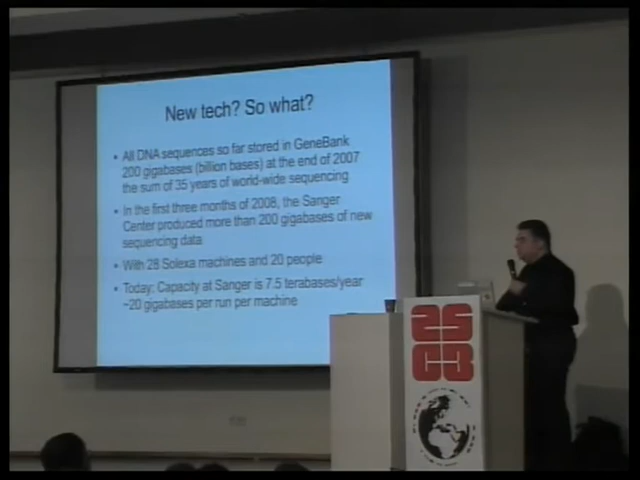 New tech? So what?
• All DNA sequences so far stored in GeneBank
200 gigabases (billion bases) at the end of 2007
the sum of 35 years of world-wide sequencing
• In the first three months of 2008, the Sanger
Center produced more than 200 gigabases of new
sequencing data
• With 28 Solexa machines and 20 people
• Today: Capacity at Sanger is 7.5 terabases/year
~20 gigabases per run per machine
25
C3